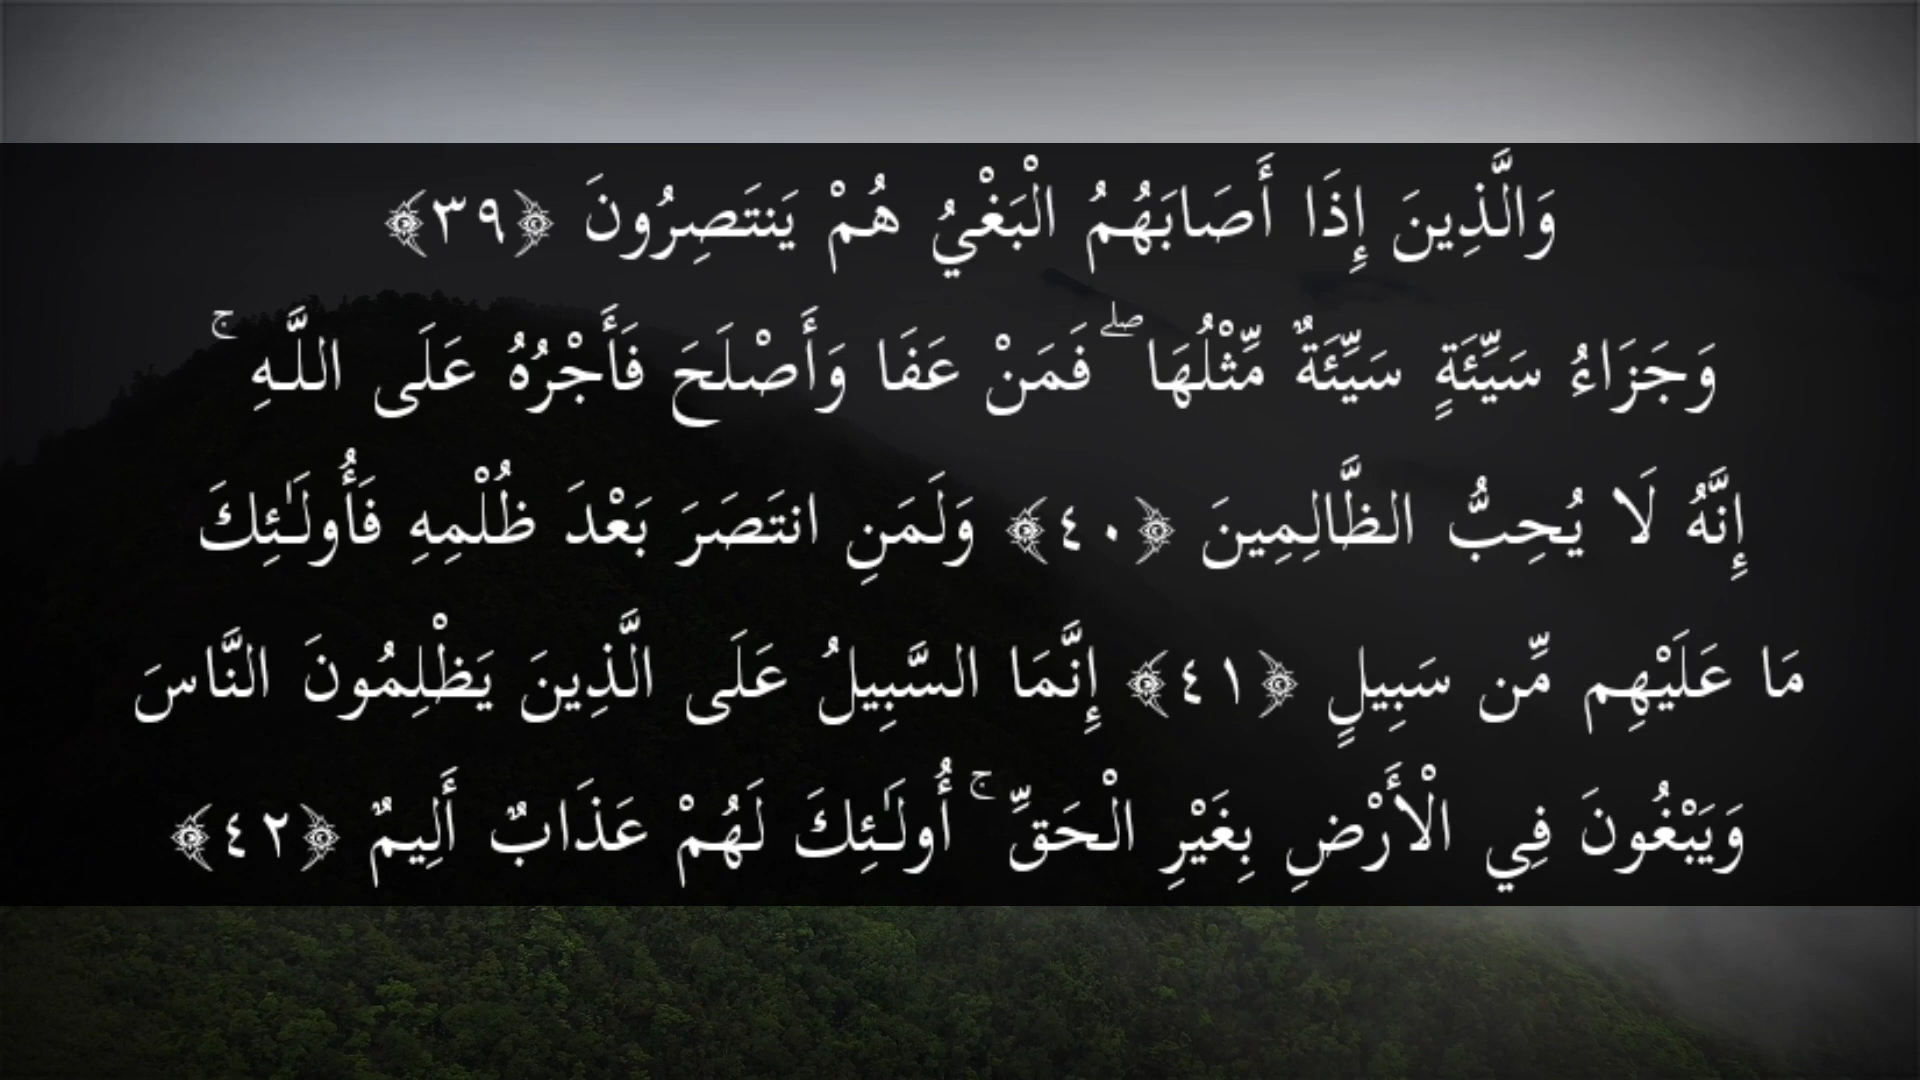 وَالَّذِينَ إِذَا أَصَابَهُمُ الْبَغْيُ هُمْ يَنتَصِرُونَ ﴿٣٩﴾
وَجَزَاءُ سَيِّئَةٍ سَيِّئَةٌ مِّثْلُهَا ۖ فَمَنْ عَفَا وَأَصْلَحَ فَأَجْرُهُ عَلَى اللَّـهِ ۚ
إِنَّهُ لَا يُحِبُّ الظَّالِمِينَ ﴿٤٠﴾ وَلَمَنِ انتَصَرَ بَعْدَ ظُلْمِهِ فَأُولَـٰئِكَ
مَا عَلَيْهِم مِّن سَبِيلٍ ﴿٤١﴾ إِنَّمَا السَّبِيلُ عَلَى الَّذِينَ يَظْلِمُونَ النَّاسَ
وَيَبْغُونَ فِي الْأَرْضِ بِغَيْرِ الْحَقِّ ۚ أُولَـٰئِكَ لَهُمْ عَذَابٌ أَلِيمٌ ﴿٤٢﴾